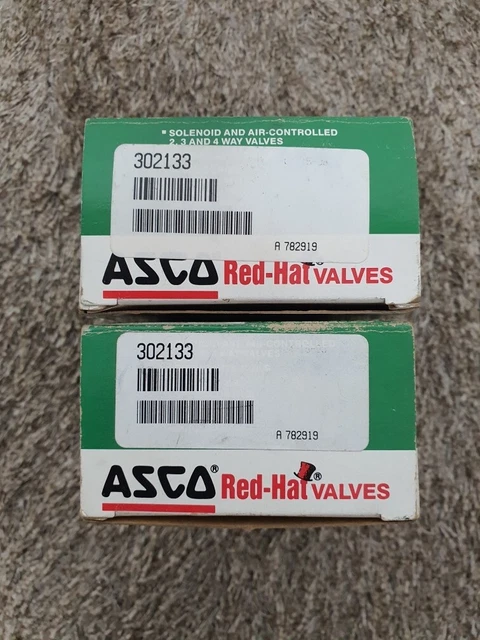 ▪ SOLENOID AND AIR-CONTROLLED
2, 3 AND 4 WAY VALVES
302133
A 782919
ASCO Red-Hat® VALVES
302133
A 782919
ASCO® Red-Hat® VALVES